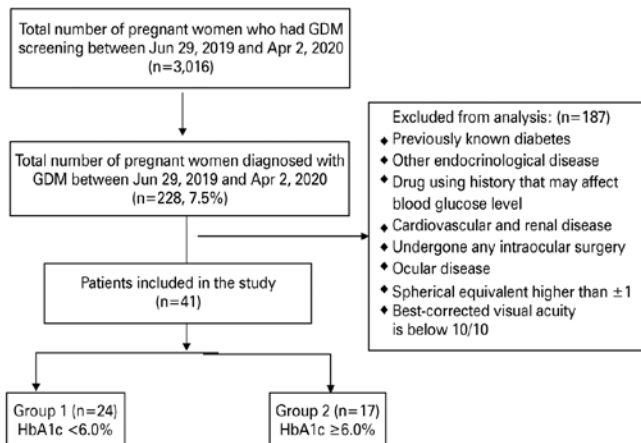 Total number of pregnant women who had GDM
screening between Jun 29, 2019 and Apr 2, 2020
(n=3,016)
Total number of pregnant women diagnosed with
GDM between Jun 29, 2019 and Apr 2, 2020
(n=228, 7.5%)
Excluded from analysis: (n=187)
◆ Previously known diabetes
◆ Other endocrinological disease
◆ Drug using history that may affect
blood glucose level
◆ Cardiovascular and renal disease
◆ Undergone any intraocular surgery
◆ Ocular disease
◆ Spherical equivalent higher than ±1
◆ Best-corrected visual acuity
is below 10/10
Patients included in the study
(n=41)
Group 1 (n=24)
HbA1c <6.0%
Group 2 (n=17)
HbA1c ≥6.0%